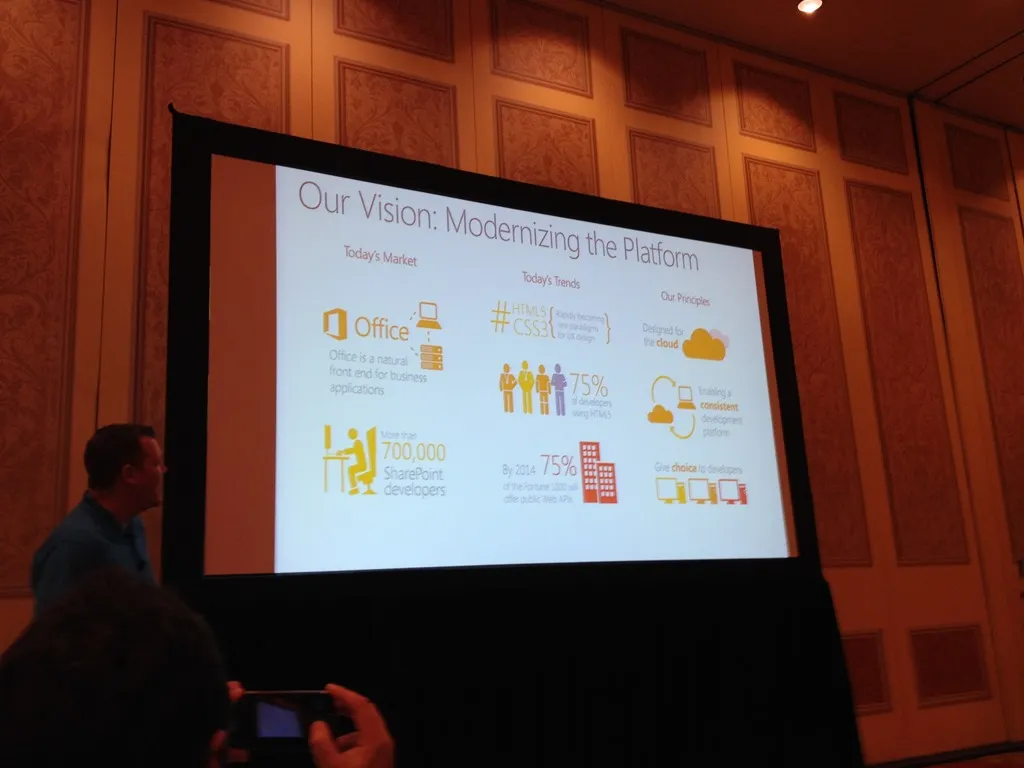 Our Vision: Modernizing the Platform
Today's Market
Office
Office is a natural
front end for business
applications
More than
700,000
SharePoint
developers
Today's Trends
#HTML5
CSS3
{ Rapidly becoming
new paradigms
for UX design }
75%
of developers
using HTML5
By 2014 75%
of the Fortune 1,000 will
offer public Web APIs
Our Principles
Designed for
the cloud
Enabling a
consistent
development
platform
Give choice to developers